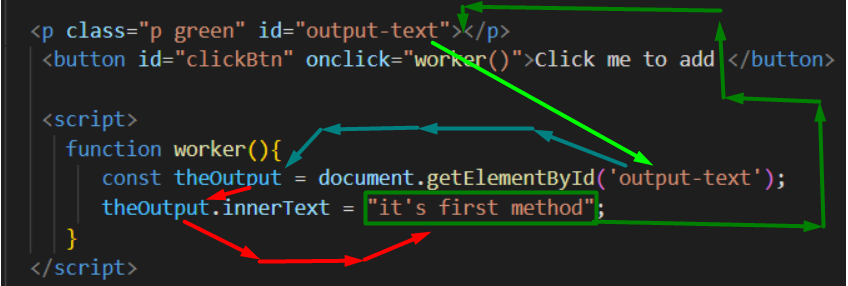 <p class="p green" id="output-text"></p>
<button id="clickBtn" onclick="worker()">Click me to add </button>
<script>
function worker(){
const theOutput = document.getElementById('output-text');
theOutput.innerText = "it's first method";
}
</script>